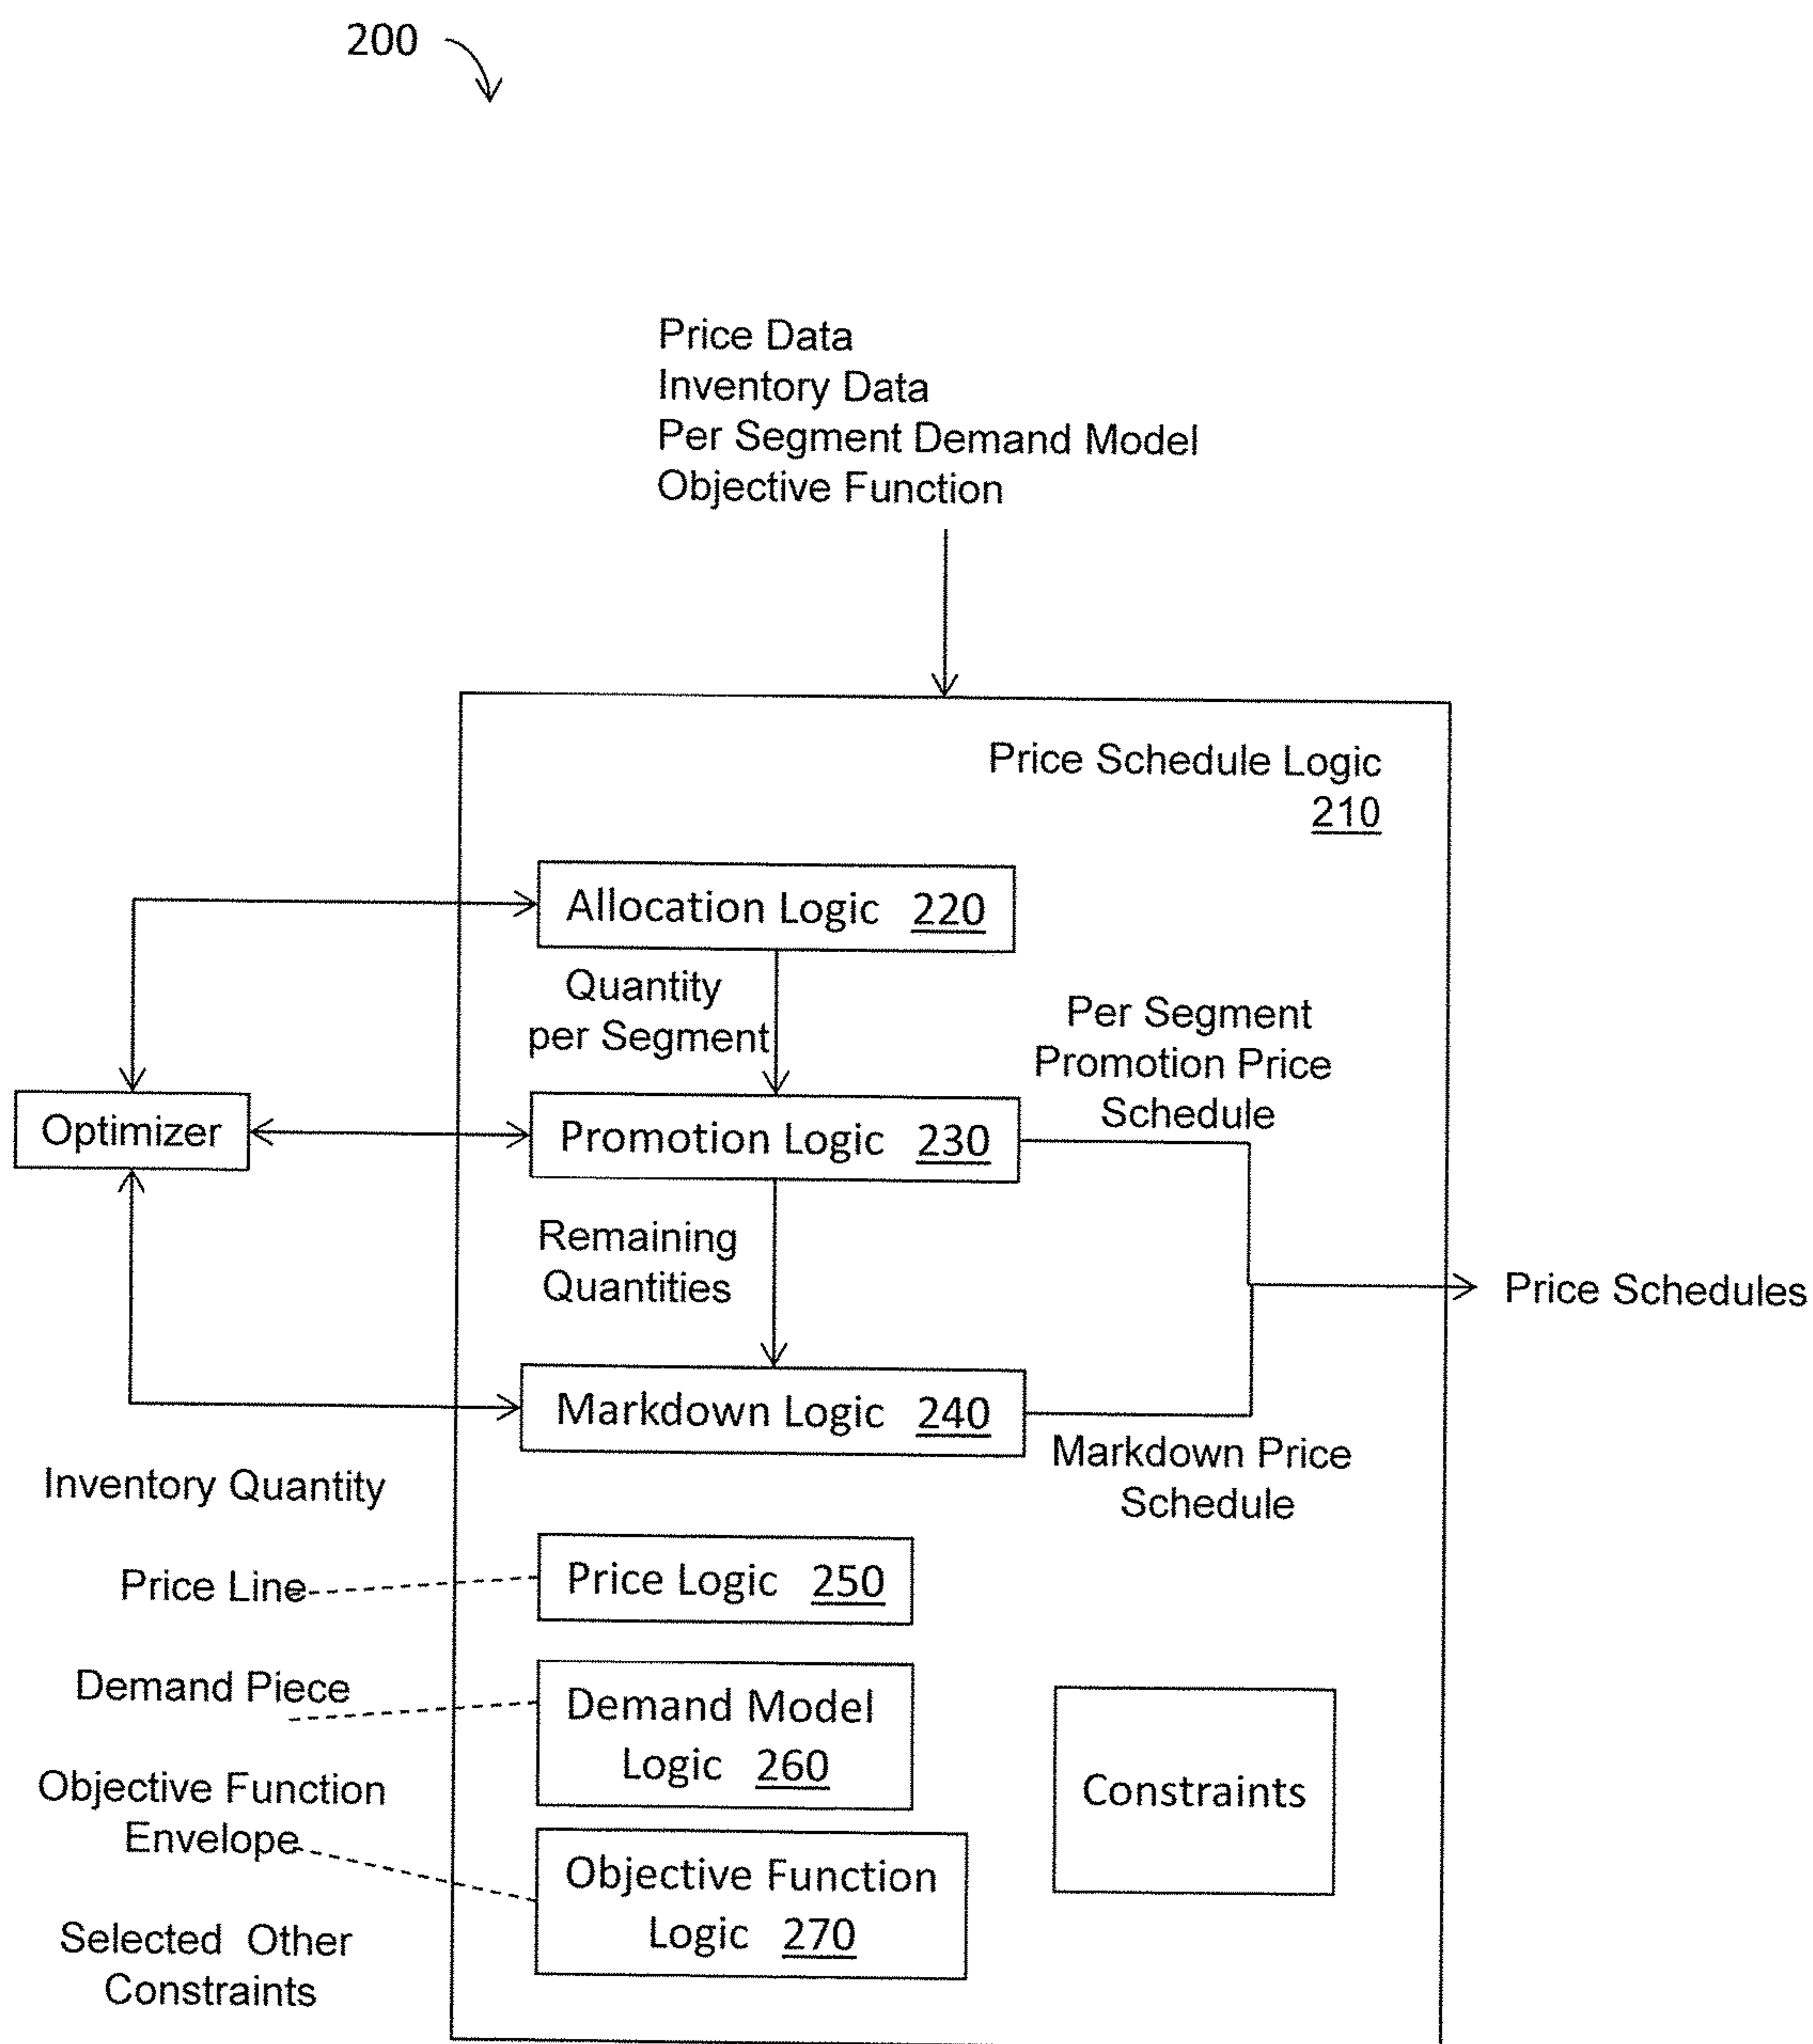 200
Price Data
Inventory Data
Per Segment Demand Model
Objective Function
Price Schedule Logic
210
Allocation Logic 220
Quantity
per Segment
Per Segment
Promotion Price
Schedule
Optimizer
Promotion Logic 230
Remaining
Quantities
Price Schedules
Markdown Logic 240
Markdown Price
Schedule
Inventory Quantity
Price Line
Price Logic 250
Demand Piece
Demand Model
Logic 260
Constraints
Objective Function
Envelope
Objective Function
Logic 270
Selected Other
Constraints